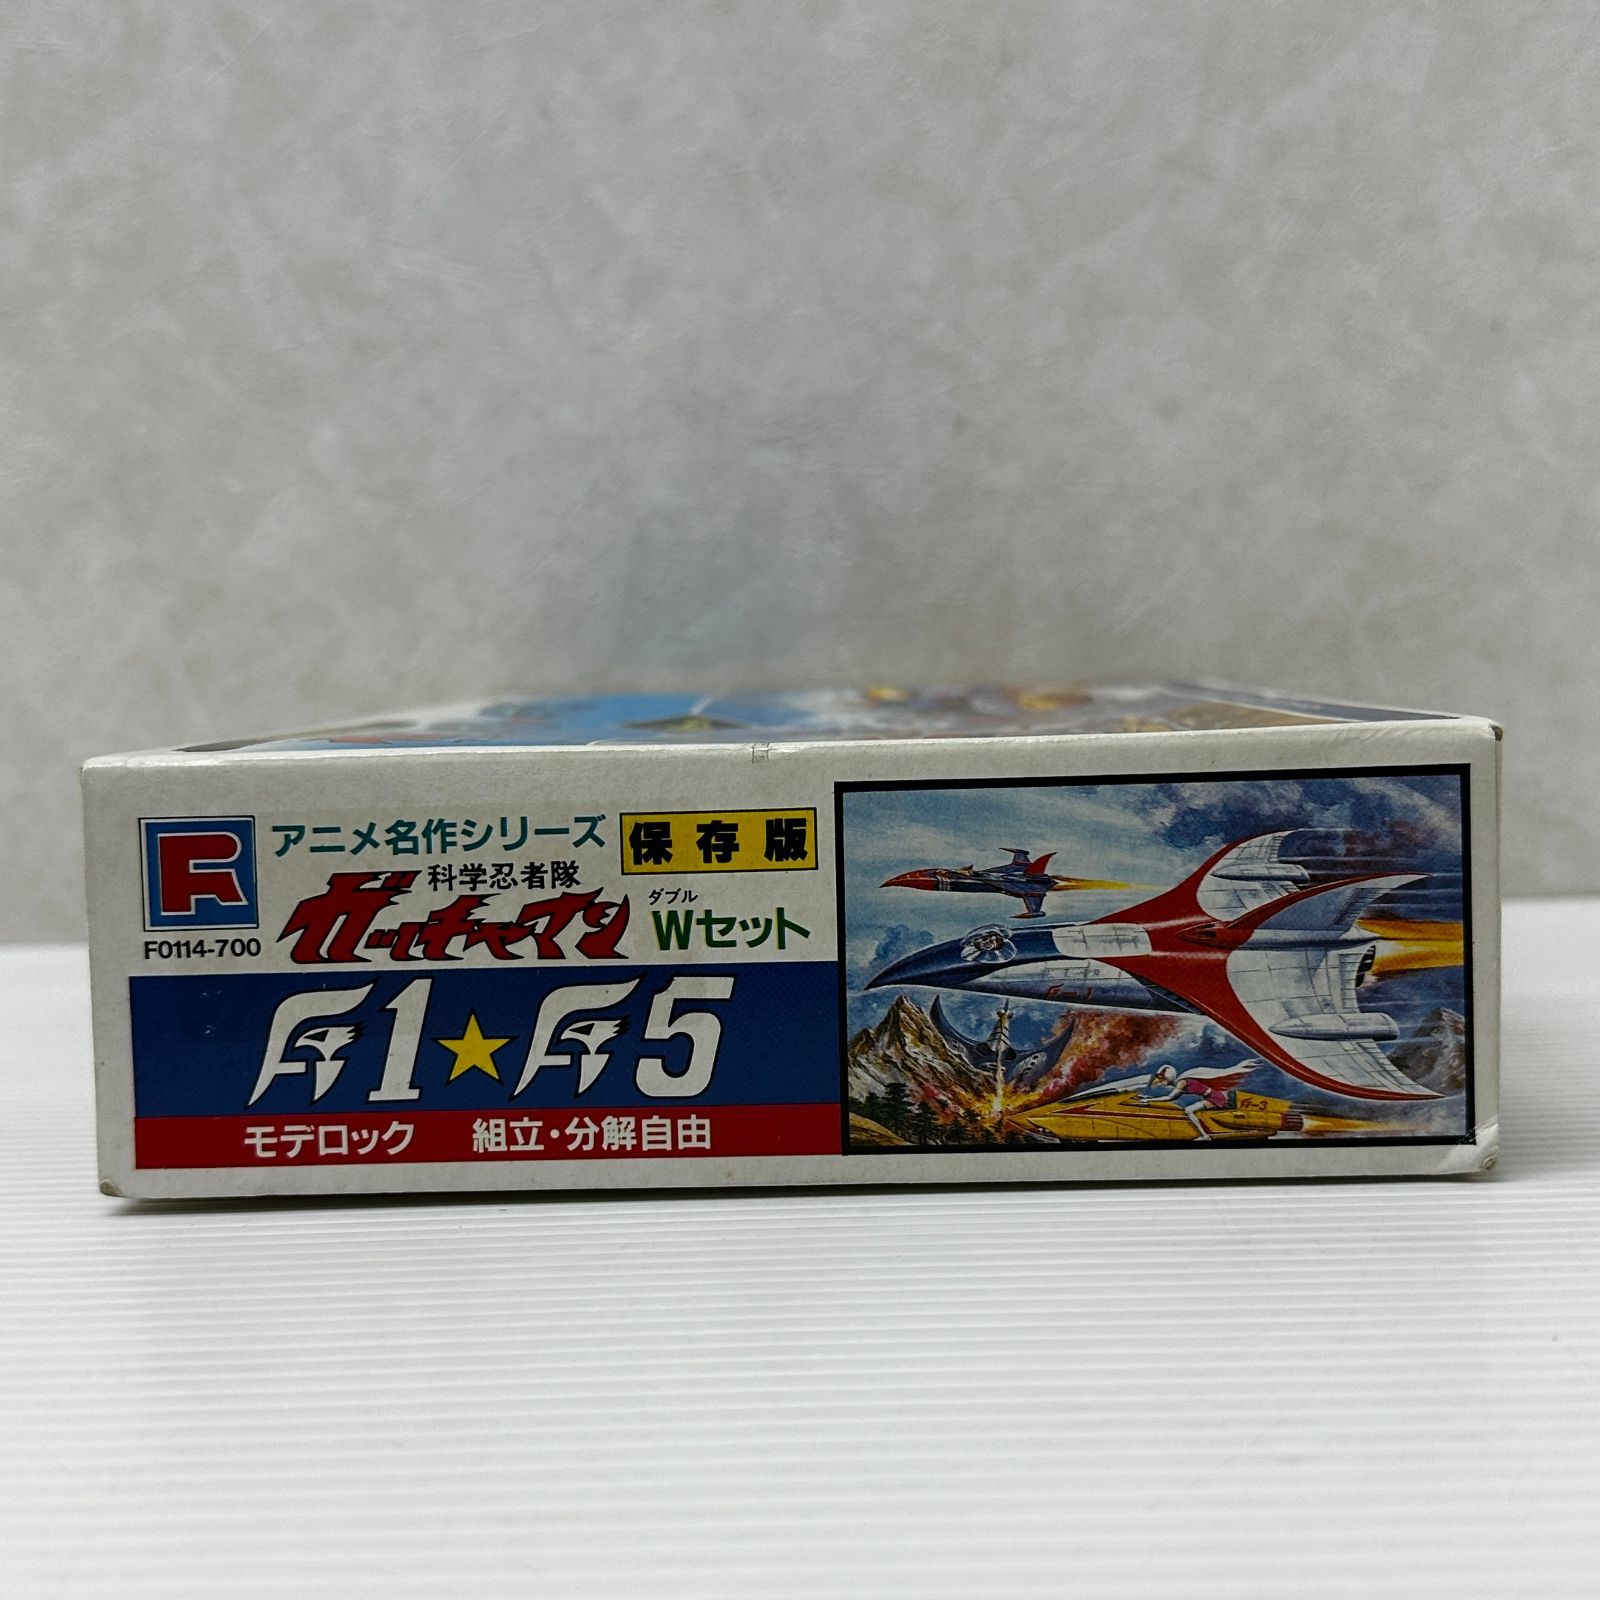 アニメ名作シリーズ
保存版
科学忍者隊
ガッチャマン
ダブル
Wセット
F0114-700
1★5
モデロック 組立・分解自由